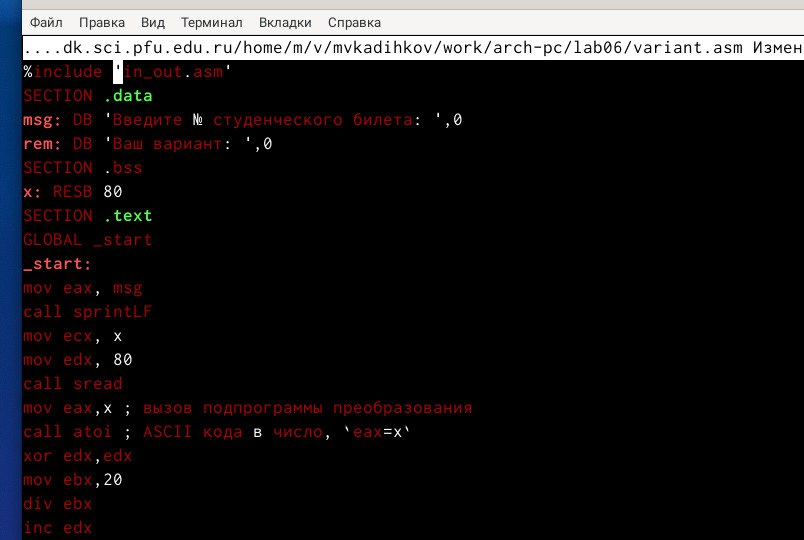 Файл Правка Вид Терминал Вкладки Справка
....dk.sci.pfu.edu.ru/home/m/v/mvkadihkov/work/arch-pc/lab06/variant.asm Измен
%include 'in_out.asm'
SECTION .data
msg: DB 'Введите № студенческого билета: ',0
rem: DB 'Ваш вариант: ',0
SECTION .bss
x: RESB 80
SECTION .text
GLOBAL _start
_start:
mov eax, msg
call sprintLF
mov ecx, x
mov edx, 80
call sread
mov eax,x ; вызов подпрограммы преобразования
call atoi ; ASCII кода в число, `eax=x`
xor edx,edx
mov ebx,20
div ebx
inc edx